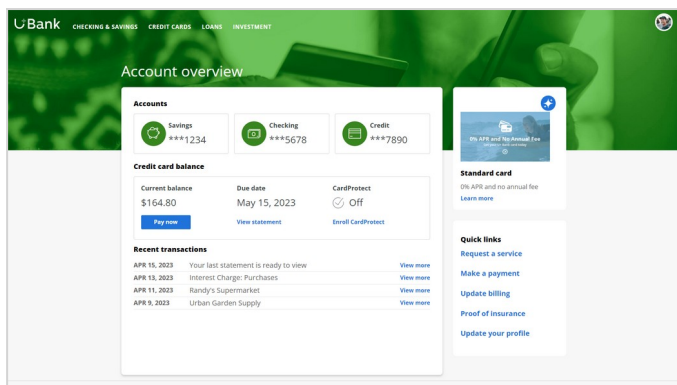 UBank
CHECKING & SAVINGS CREDIT CARDS LOANS INVESTMENT
Account overview
Accounts
Savings
***1234
Checking
***5678
Credit
***7890
Credit card balance
Current balance
$164.80
Pay now
Due date
May 15, 2023
View statement
CardProtect
Off
Enroll CardProtect
Recent transactions
APR 15, 2023 Your last statement is ready to view View more
APR 13, 2023 Interest Charge: Purchases View more
APR 11, 2023 Randy's Supermarket View more
APR 9, 2023 Urban Garden Supply View more
0% APR and No Annual Fee
Standard card
0% APR and no annual fee
Learn more
Quick links
Request a service
Make a payment
Update billing
Proof of insurance
Update your profile